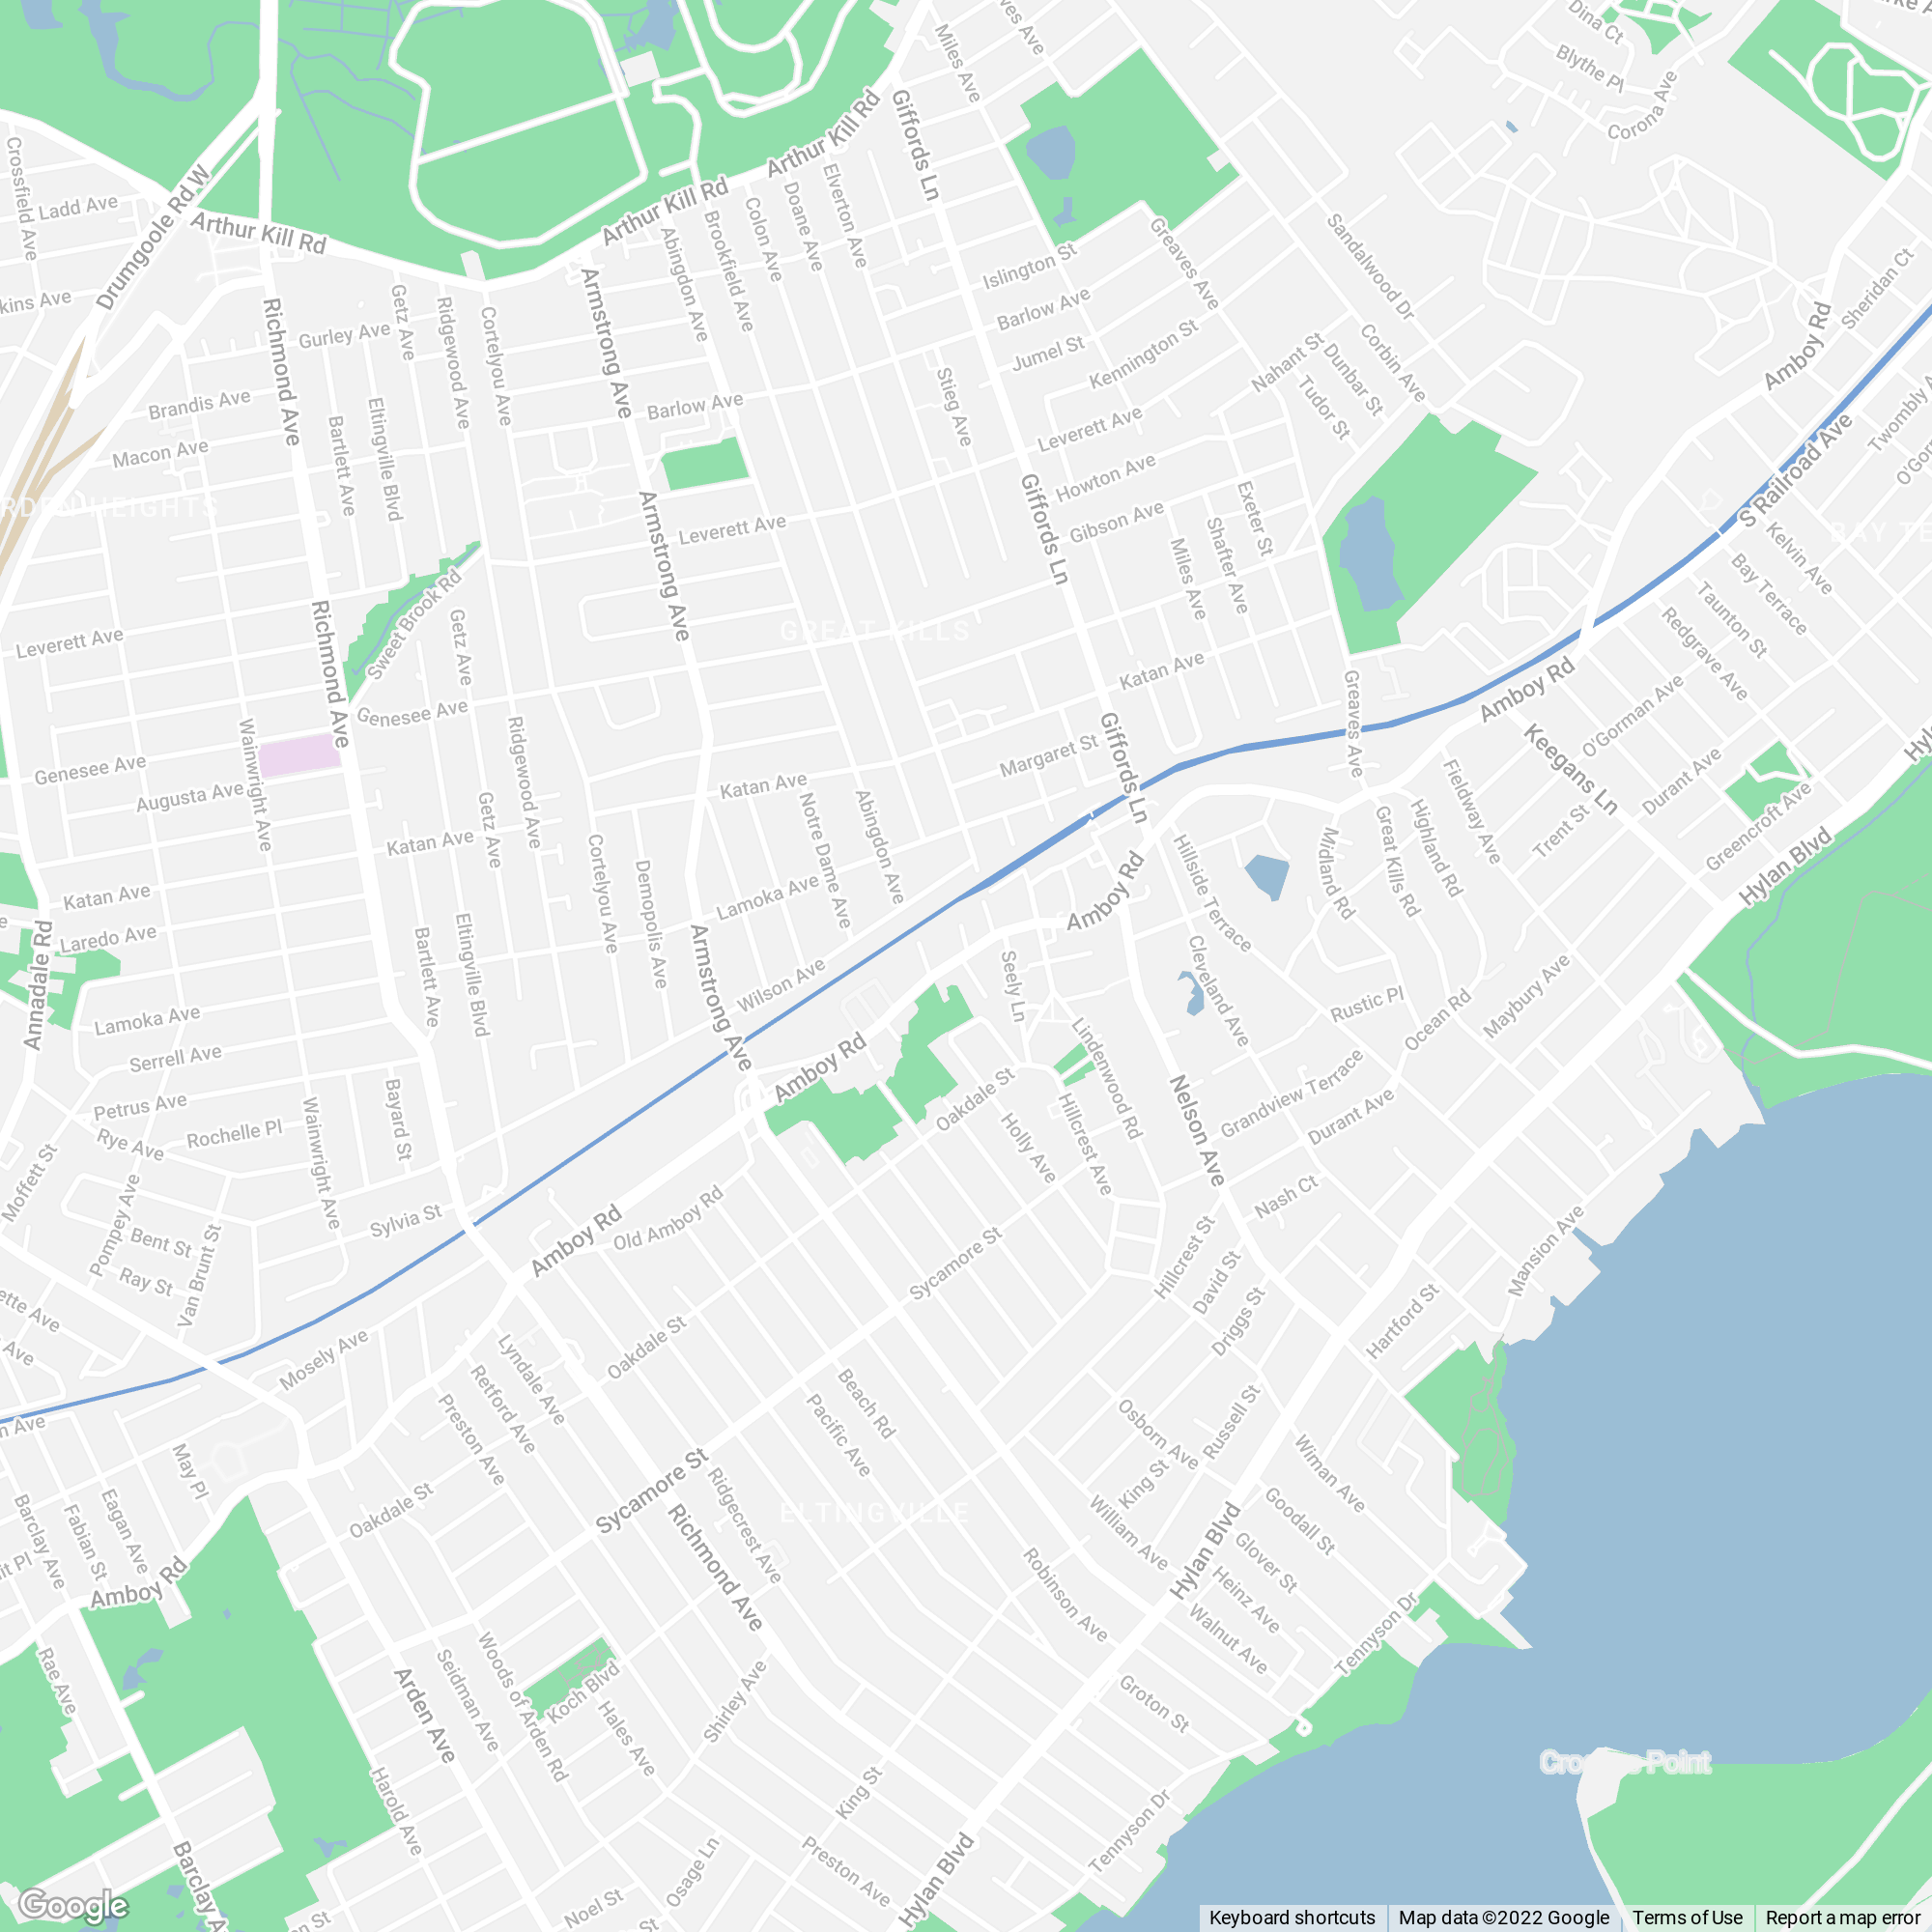 Dina Ct
Blythe Pl
Corona Ave
Miles Ave
Giffords Ln
Arthur Kill Rd
Arthur Kill Rd
Arthur Kill Rd
Crossfield Ave
Ladd Ave
Drumgoole Rd W
Elverton Ave
Doane Ave
Colon Ave
Brookfield Ave
Abingdon Ave
Islington St
Greaves Ave
Sandalwood Dr
Sheridan Ct
Amboy Rd
Barlow Ave
Jumel St
Kennington St
Nahant St
Dunbar St
Tudor St
Corbin Ave
Getz Ave
Ridgewood Ave
Cortelyou Ave
Armstrong Ave
Gurley Ave
Richmond Ave
Brandis Ave
Macon Ave
Bartlett Ave
Eltingville Blvd
Barlow Ave
Stieg Ave
Leverett Ave
Howton Ave
Gibson Ave
Exeter St
Shafter Ave
Miles Ave
Giffords Ln
S Railroad Ave
Kelvin Ave
Bay Terrace
Taunton St
Redgrave Ave
Armstrong Ave
Leverett Ave
Sweet Brook Rd
Leverett Ave
Richmond Ave
Getz Ave
GREAT KILLS
Katan Ave
Greaves Ave
Amboy Rd
O'Gorman Ave
Keegans Ln
Durant Ave
Greencroft Ave
Hylan Blvd
Genesee Ave
Genesee Ave
Augusta Ave
Wainwright Ave
Ridgewood Ave
Getz Ave
Katan Ave
Katan Ave
Margaret St
Giffords Ln
Fieldway Ave
Trent St
Highland Rd
Great Kills Rd
Midland Rd
Hillside Terrace
Notre Dame Ave
Abingdon Ave
Lamoka Ave
Cortelyou Ave
Demopolis Ave
Armstrong Ave
Wilson Ave
Amboy Rd
Seely Ln
Cleveland Ave
Rustic Pl
Ocean Rd
Maybury Ave
Katan Ave
Laredo Ave
Annadale Rd
Lamoka Ave
Serrell Ave
Petrus Ave
Rye Ave
Rochelle Pl
Bartlett Ave
Eltingville Blvd
Bayard St
Wainwright Ave
Moffett St
Pompey Ave
Bent St
Ray St
Van Brunt St
Sylvia St
Amboy Rd
Oakdale St
Holly Ave
Hillcrest Ave
Lindenwood Rd
Nelson Ave
Grandview Terrace
Durant Ave
Nash Ct
Hillcrest St
David St
Driggs St
Hartford St
Mansion Ave
Old Amboy Rd
Amboy Rd
Sycamore St
Oakdale St
Mosely Ave
Lyndale Ave
Retford Ave
Preston Ave
Beach Rd
Pacific Ave
Osborn Ave
Russell St
King St
Wiman Ave
Goodall St
Glover St
Heinz Ave
Walnut Ave
William Ave
Hylan Blvd
Tennyson Dr
May Pl
Eagan Ave
Fabian St
Barclay Ave
Amboy Rd
Oakdale St
Sycamore St
Ridgecrest Ave
Richmond Ave
ELTINGVILLE
Robinson Ave
Groton St
Rae Ave
Arden Ave
Seidman Ave
Woods of Arden Rd
Koch Blvd
Hales Ave
Shirley Ave
King St
Harold Ave
Preston Ave
Osage Ln
Noel St
Hylan Blvd
Tennyson Dr
Google
Keyboard shortcuts
Map data ©2022 Google
Terms of Use
Report a map error